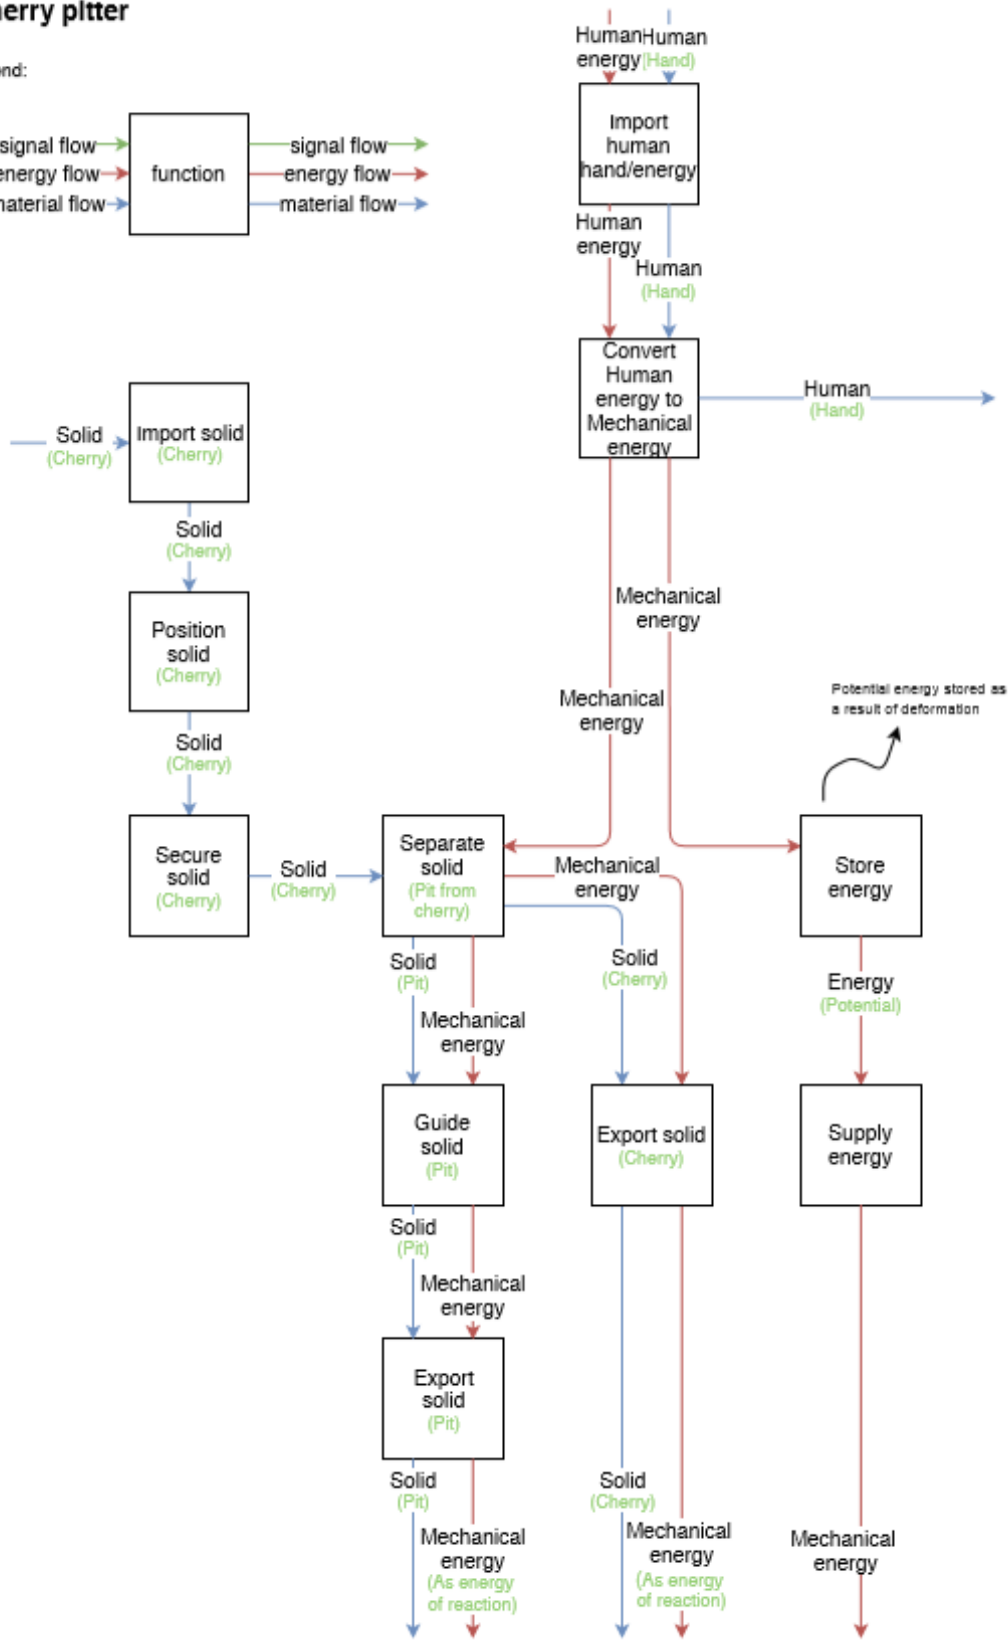 erry pitter
end:
signal flow
energy flow
material flow
function
signal flow
energy flow
material flow
Human
energy
Human
(Hand)
Import
human
hand/energy
Human
energy
Human
(Hand)
Convert
Human
energy to
Mechanical
energy
Human
(Hand)
Solid
(Cherry)
Import solid
(Cherry)
Solid
(Cherry)
Position
solid
(Cherry)
Solid
(Cherry)
Secure
solid
(Cherry)
Solid
(Cherry)
Mechanical
energy
Mechanical
energy
Potential energy stored as
a result of deformation
Separate
solid
(Pit from
cherry)
Mechanical
energy
Store
energy
Solid
(Pit)
Mechanical
energy
Solid
(Cherry)
Energy
(Potential)
Guide
solid
(Pit)
Export solid
(Cherry)
Supply
energy
Solid
(Pit)
Mechanical
energy
Export
solid
(Pit)
Solid
(Pit)
Mechanical
energy
(As energy
of reaction)
Solid
(Cherry)
Mechanical
energy
(As energy
of reaction)
Mechanical
energy